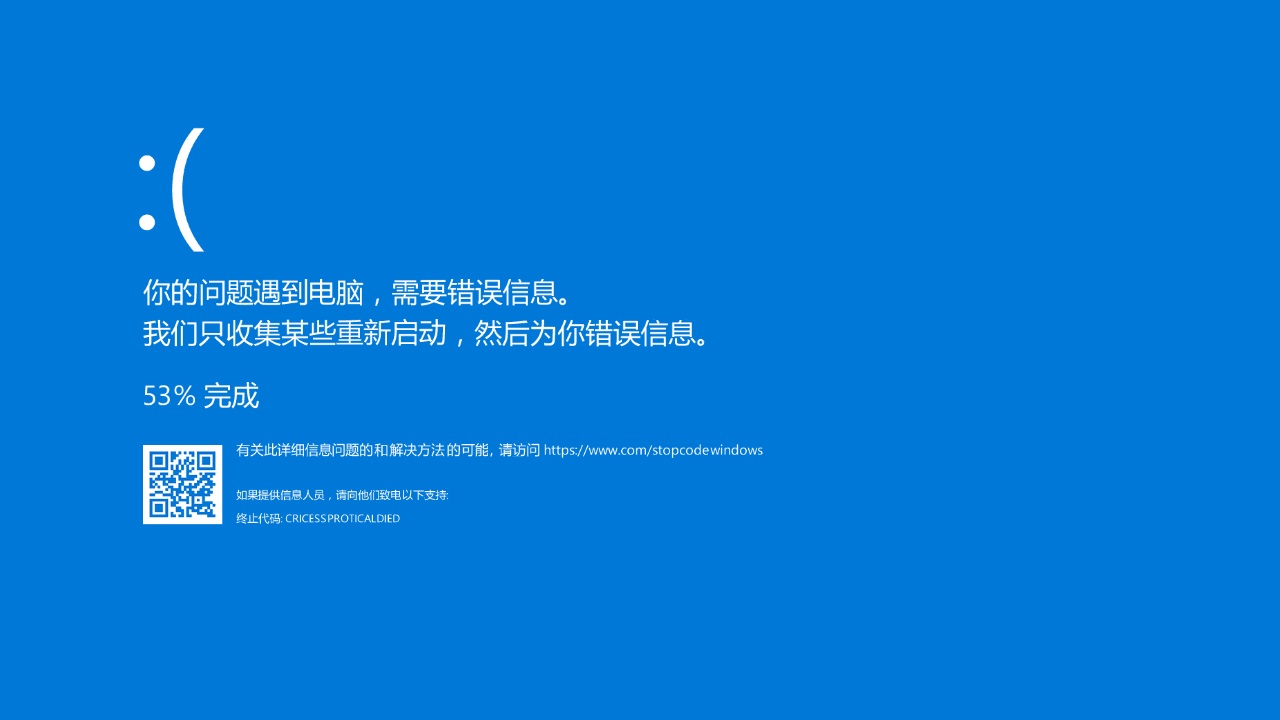 :(
你的问题遇到电脑，需要错误信息。
我们只收集某些重新启动，然后为你错误信息。
53% 完成
有关此详细信息问题的和解决方法的可能, 请访问 https://www.com/stopcodewindows
如果提供信息人员，请向他们致电以下支持:
终止代码: CRICESSPROTICALDIED